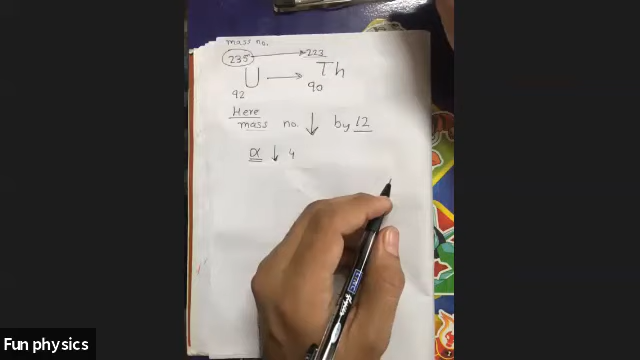 mass no.
235 → 223
U → Th
92 90
Here
mass no. ↓ by 12
α ↓ 4
Fun physics